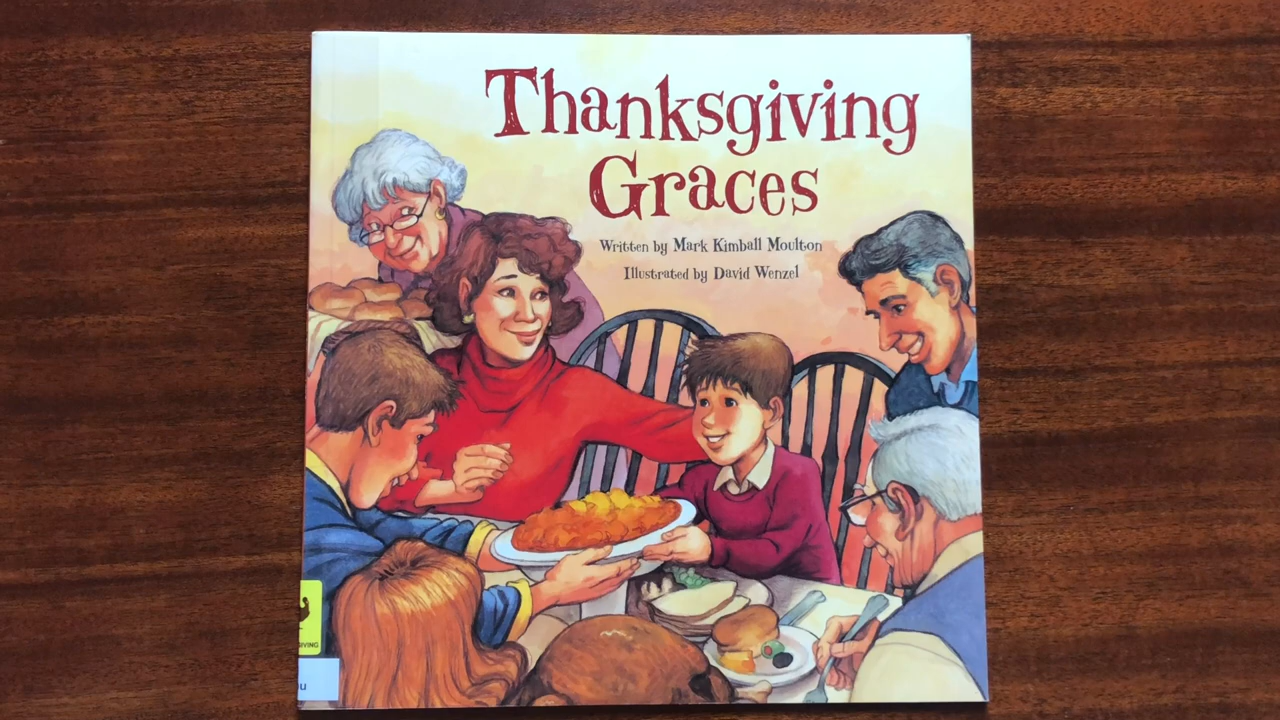 Thanksgiving
Graces
Written by Mark Kimball Moulton
Illustrated by David Wenzel